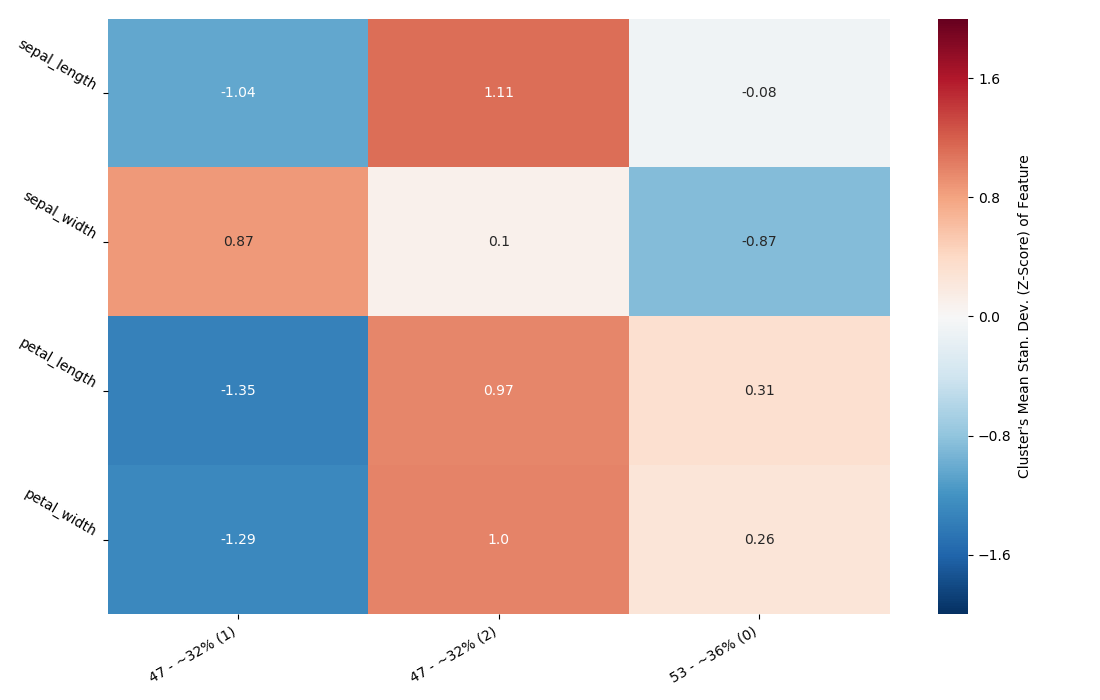 sepal_length
-1.04
1.11
-0.08
sepal_width
0.87
0.1
-0.87
petal_length
-1.35
0.97
0.31
petal_width
-1.29
1.0
0.26
47 - ~32% (1)
47 - ~32% (2)
53 - ~36% (0)
1.6
0.8
0.0
−0.8
−1.6
Cluster's Mean Stan. Dev. (Z-Score) of Feature